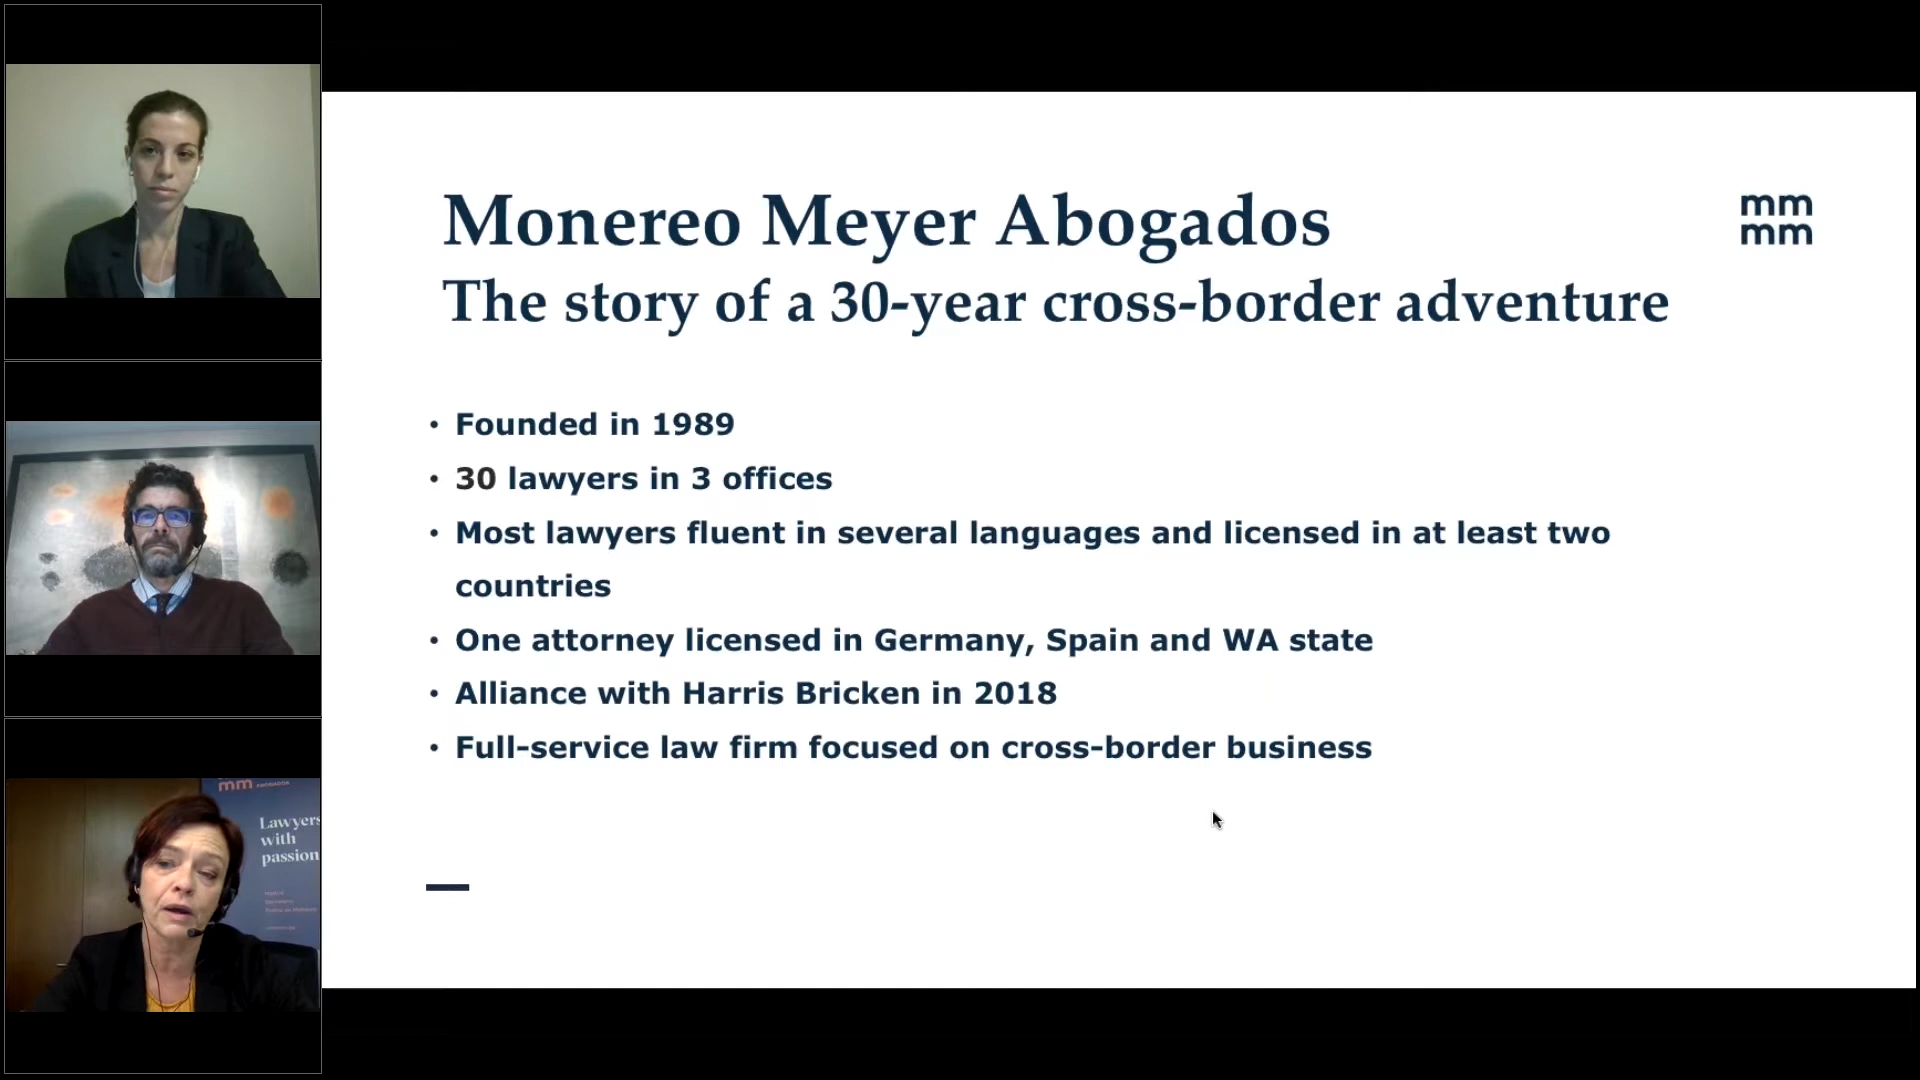 Monereo Meyer Abogados
The story of a 30-year cross-border adventure
mm
mm
• Founded in 1989
• 30 lawyers in 3 offices
• Most lawyers fluent in several languages and licensed in at least two
countries
• One attorney licensed in Germany, Spain and WA state
• Alliance with Harris Bricken in 2018
• Full-service law firm focused on cross-border business
mm ABOGADOS
Lawyers
with
passion